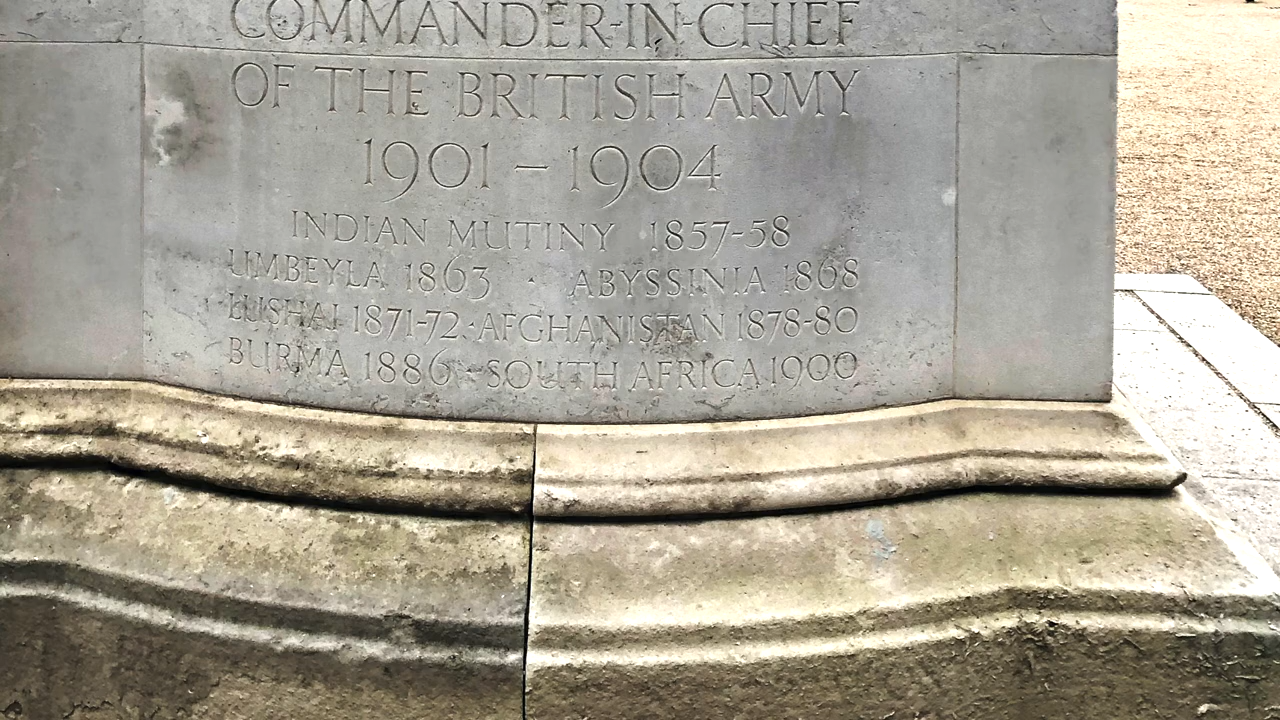 COMMANDER-IN-CHIEF
OF THE BRITISH ARMY
1901 – 1904
INDIAN MUTINY 1857-58
UMBEYLA 1863 · ABYSSINIA 1868
LUSHAI 1871-72 · AFGHANISTAN 1878-80
BURMA 1886 · SOUTH AFRICA 1900